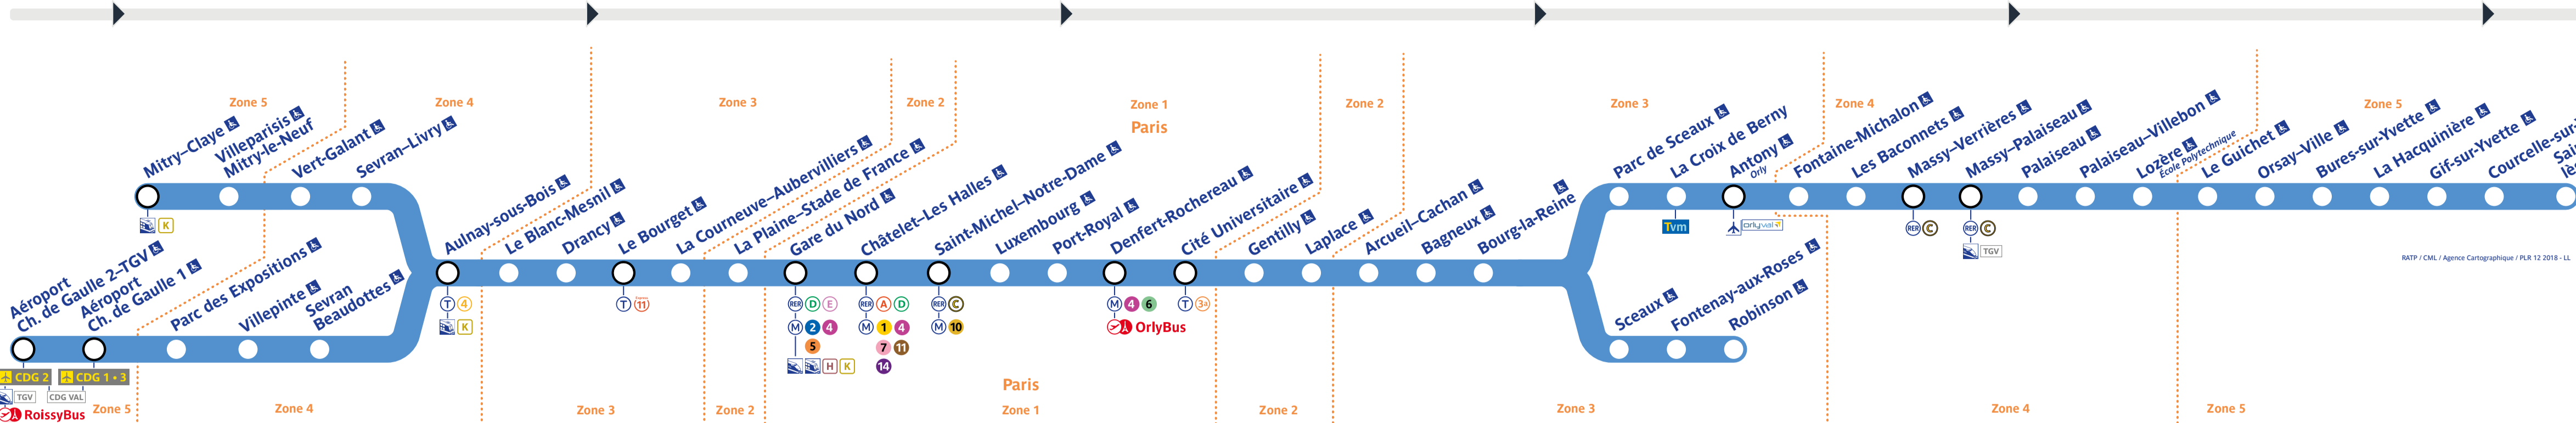 Zone 5
Zone 4
Zone 3
Zone 2
Zone 1
Paris
Zone 2
Zone 3
Zone 4
Zone 5
Mitry–Claye
Villeparisis
Mitry-le-Neuf
Vert-Galant
Sevran–Livry
K
Aéroport
Ch. de Gaulle 2–TGV
Aéroport
Ch. de Gaulle 1
Parc des Expositions
Villepinte
Sevran
Beaudottes
CDG 2
CDG 1 • 3
TGV
CDG VAL
RoissyBus
Aulnay-sous-Bois
T 4
K
Le Blanc-Mesnil
Drancy
Le Bourget
T 11
La Courneuve–Aubervilliers
La Plaine–Stade de France
Gare du Nord
RER D E
M 2 4
5
H K
Châtelet–Les Halles
RER A D
M 1 4
7 11
14
Saint-Michel–Notre-Dame
RER C
M 10
Luxembourg
Port-Royal
Denfert-Rochereau
M 4 6
OrlyBus
Cité Universitaire
T 3a
Gentilly
Laplace
Arcueil–Cachan
Bagneux
Bourg-la-Reine
Parc de Sceaux
La Croix de Berny
Tvm
Antony
Orly
orlyval
Fontaine-Michalon
Les Baconnets
Massy–Verrières
RER C
Massy–Palaiseau
RER C
TGV
Palaiseau
Palaiseau–Villebon
Lozère
École Polytechnique
Le Guichet
Orsay–Ville
Bures-sur-Yvette
La Hacquinière
Gif-sur-Yvette
Courcelle-sur-
Sceaux
Fontenay-aux-Roses
Robinson
RATP / CML / Agence Cartographique / PLR 12 2018 - LL
Zone 5
Zone 4
Zone 3
Zone 2
Paris
Zone 1
Zone 2
Zone 3
Zone 4
Zone 5